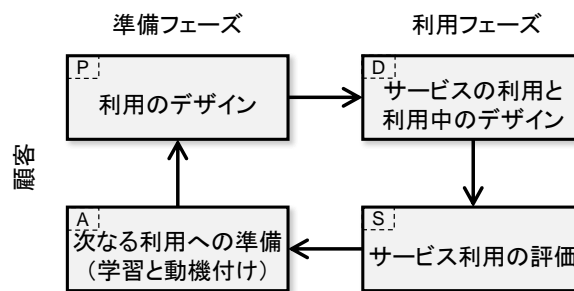 準備フェーズ
利用フェーズ
P
利用のデザイン
D
サービスの利用と
利用中のデザイン
顧客
A
次なる利用への準備
（学習と動機付け）
S
サービス利用の評価